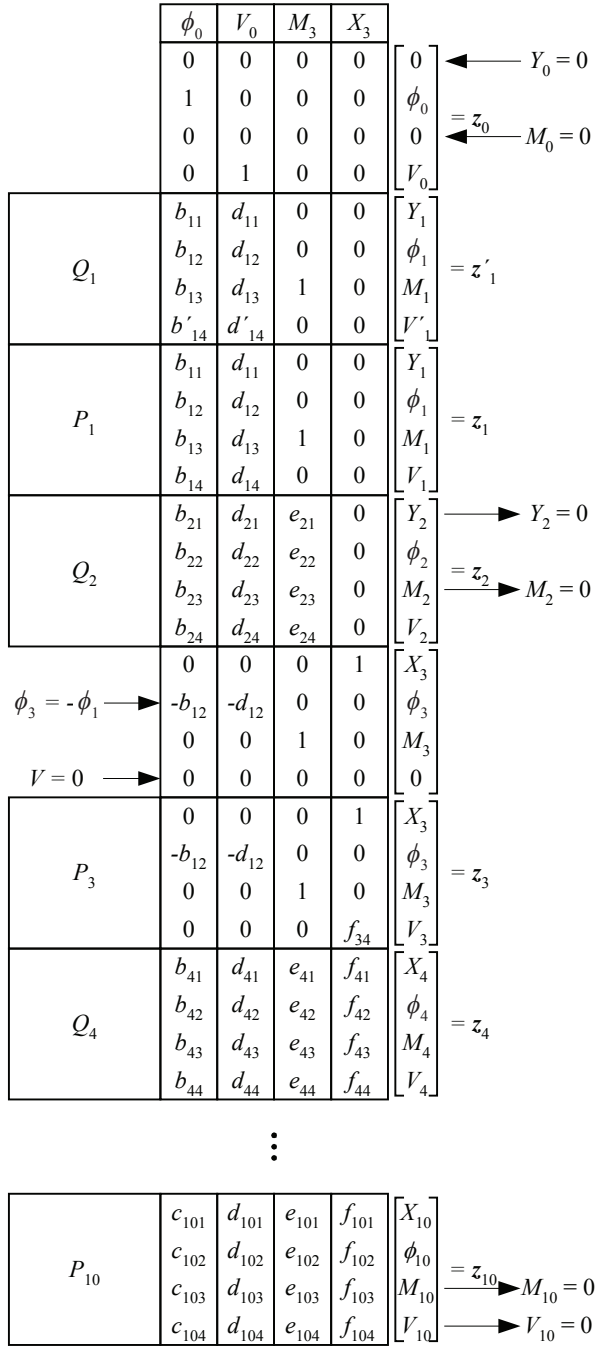 ϕ₀ V₀ M₃ X₃
0 0 0 0 0 Y₀ = 0
1 0 0 0 ϕ₀
= z₀
0 0 0 0 0 M₀ = 0
0 1 0 0 V₀
b₁₁ d₁₁ 0 0 Y₁
b₁₂ d₁₂ 0 0 ϕ₁
Q₁ = z′₁
b₁₃ d₁₃ 1 0 M₁
b′₁₄ d′₁₄ 0 0 V′₁
b₁₁ d₁₁ 0 0 Y₁
b₁₂ d₁₂ 0 0 ϕ₁
P₁ = z₁
b₁₃ d₁₃ 1 0 M₁
b₁₄ d₁₄ 0 0 V₁
b₂₁ d₂₁ e₂₁ 0 Y₂ Y₂ = 0
b₂₂ d₂₂ e₂₂ 0 ϕ₂
Q₂ = z₂
b₂₃ d₂₃ e₂₃ 0 M₂ M₂ = 0
b₂₄ d₂₄ e₂₄ 0 V₂
0 0 0 1 X₃
ϕ₃ = -ϕ₁ -b₁₂ -d₁₂ 0 0 ϕ₃
0 0 1 0 M₃
V = 0 0 0 0 0 0
0 0 0 1 X₃
-b₁₂ -d₁₂ 0 0 ϕ₃
P₃ = z₃
0 0 1 0 M₃
0 0 0 f₃₄ V₃
b₄₁ d₄₁ e₄₁ f₄₁ X₄
b₄₂ d₄₂ e₄₂ f₄₂ ϕ₄
Q₄ = z₄
b₄₃ d₄₃ e₄₃ f₄₃ M₄
b₄₄ d₄₄ e₄₄ f₄₄ V₄
⋮
c₁₀₁ d₁₀₁ e₁₀₁ f₁₀₁ X₁₀
c₁₀₂ d₁₀₂ e₁₀₂ f₁₀₂ ϕ₁₀
P₁₀ = z₁₀
c₁₀₃ d₁₀₃ e₁₀₃ f₁₀₃ M₁₀ M₁₀ = 0
c₁₀₄ d₁₀₄ e₁₀₄ f₁₀₄ V₁₀ V₁₀ = 0